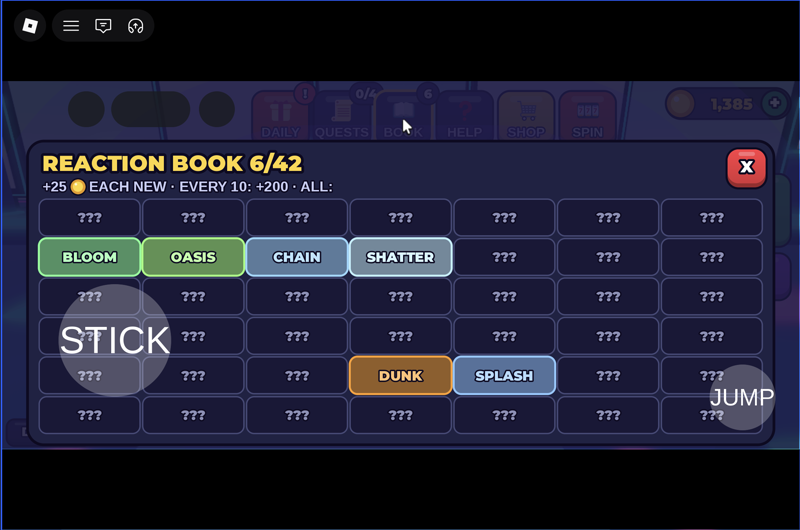 0/4 6
1,385
DAILY QUESTS BOOK HELP SHOP SPIN
REACTION BOOK 6/42
X
+25 EACH NEW · EVERY 10: +200 · ALL:
??? ??? ??? ??? ??? ??? ???
BLOOM OASIS CHAIN SHATTER ??? ??? ???
??? ??? ??? ??? ??? ??? ???
??? ??? ??? ??? ??? ??? ???
STICK
??? ??? ??? DUNK SPLASH ??? ???
JUMP
??? ??? ??? ??? ??? ??? ???